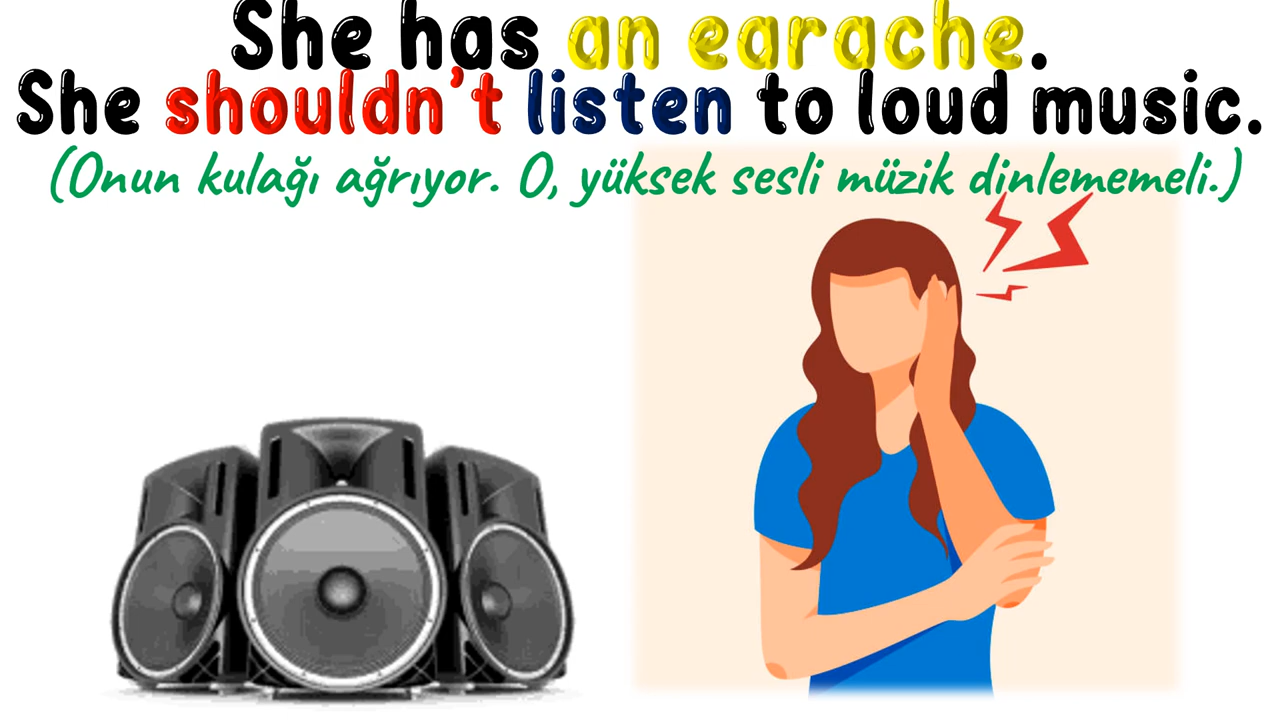 She has an earache.
She shouldn't listen to loud music.
(Onun kulağı ağrıyor. O, yüksek sesli müzik dinlememeli.)